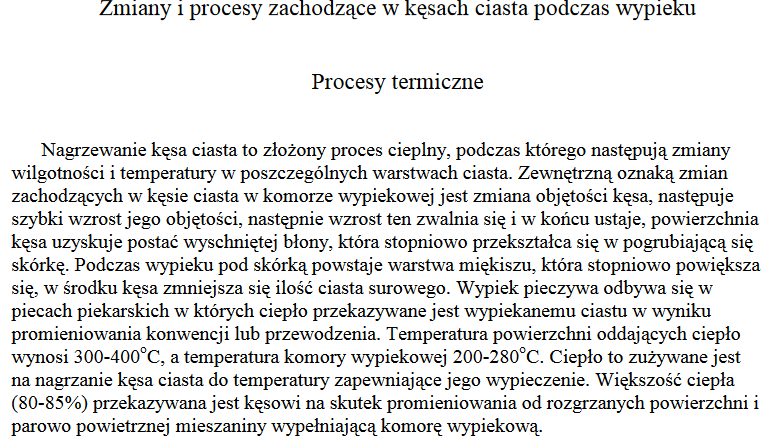 Zmiany i procesy zachodzące w kęsach ciasta podczas wypieku
Procesy termiczne
Nagrzewanie kęsa ciasta to złożony proces cieplny, podczas którego następują zmiany
wilgotności i temperatury w poszczególnych warstwach ciasta. Zewnętrzną oznaką zmian
zachodzących w kęsie ciasta w komorze wypiekowej jest zmiana objętości kęsa, następuje
szybki wzrost jego objętości, następnie wzrost ten zwalnia się i w końcu ustaje, powierzchnia
kęsa uzyskuje postać wyschniętej błony, która stopniowo przekształca się w pogrubiającą się
skórkę. Podczas wypieku pod skórką powstaje warstwa miękiszu, która stopniowo powiększa
się, w środku kęsa zmniejsza się ilość ciasta surowego. Wypiek pieczywa odbywa się w
piecach piekarskich w których ciepło przekazywane jest wypiekanemu ciastu w wyniku
promieniowania konwencji lub przewodzenia. Temperatura powierzchni oddających ciepło
wynosi 300-400°C, a temperatura komory wypiekowej 200-280°C. Ciepło to zużywane jest
na nagrzanie kęsa ciasta do temperatury zapewniające jego wypieczenie. Większość ciepła
(80-85%) przekazywana jest kęsowi na skutek promieniowania od rozgrzanych powierzchni i
parowo powietrznej mieszaniny wypełniającą komorę wypiekową.